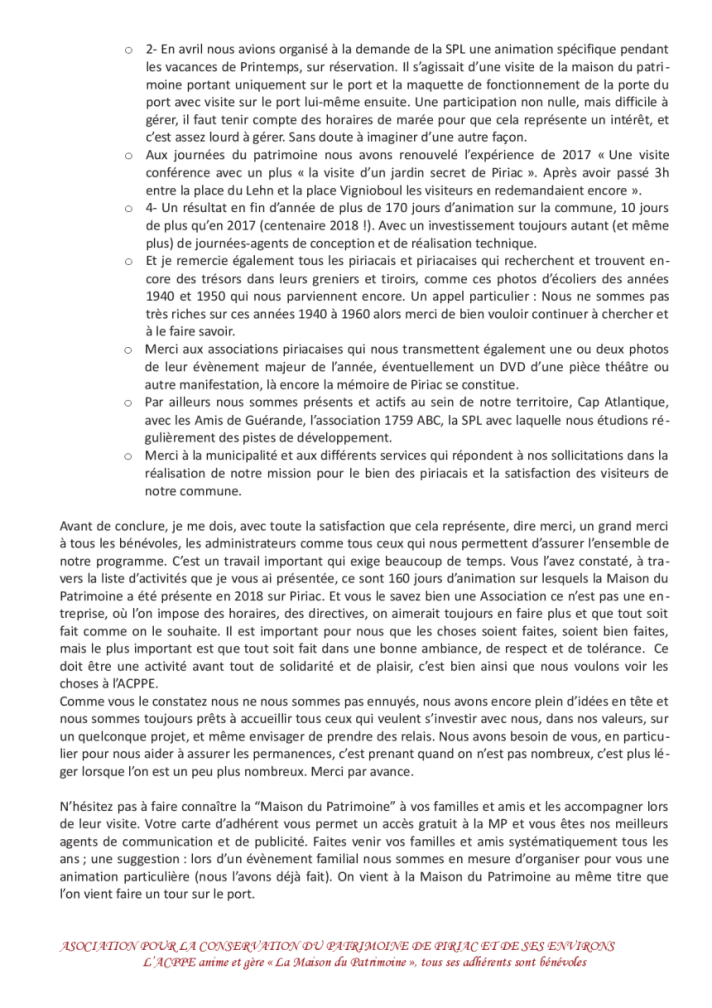 o 2- En avril nous avions organisé à la demande de la SPL une animation spécifique pendant
les vacances de Printemps, sur réservation. Il s’agissait d’une visite de la maison du patri-
moine portant uniquement sur le port et la maquette de fonctionnement de la porte du
port avec visite sur le port lui-même ensuite. Une participation non nulle, mais difficile à
gérer, il faut tenir compte des horaires de marée pour que cela représente un intérêt, et
c’est assez lourd à gérer. Sans doute à imaginer d’une autre façon.
o Aux journées du patrimoine nous avons renouvelé l’expérience de 2017 « Une visite
conférence avec un plus « la visite d’un jardin secret de Piriac ». Après avoir passé 3h
entre la place du Lehn et la place Vignioboul les visiteurs en redemandaient encore ».
o 4- Un résultat en fin d’année de plus de 170 jours d’animation sur la commune, 10 jours
de plus qu’en 2017 (centenaire 2018 !). Avec un investissement toujours autant (et même
plus) de journées-agents de conception et de réalisation technique.
o Et je remercie également tous les piriacais et piriacaises qui recherchent et trouvent en-
core des trésors dans leurs greniers et tiroirs, comme ces photos d’écoliers des années
1940 et 1950 qui nous parviennent encore. Un appel particulier : Nous ne sommes pas
très riches sur ces années 1940 à 1960 alors merci de bien vouloir continuer à chercher et
à le faire savoir.
o Merci aux associations piriacaises qui nous transmettent également une ou deux photos
de leur évènement majeur de l’année, éventuellement un DVD d’une pièce théâtre ou
autre manifestation, là encore la mémoire de Piriac se constitue.
o Par ailleurs nous sommes présents et actifs au sein de notre territoire, Cap Atlantique,
avec les Amis de Guérande, l’association 1759 ABC, la SPL avec laquelle nous étudions ré-
gulièrement des pistes de développement.
o Merci à la municipalité et aux différents services qui répondent à nos sollicitations dans la
réalisation de notre mission pour le bien des piriacais et la satisfaction des visiteurs de
notre commune.
Avant de conclure, je me dois, avec toute la satisfaction que cela représente, dire merci, un grand merci
à tous les bénévoles, les administrateurs comme tous ceux qui nous permettent d’assurer l’ensemble de
notre programme. C’est un travail important qui exige beaucoup de temps. Vous l’avez constaté, à tra-
vers la liste d’activités que je vous ai présentée, ce sont 160 jours d’animation sur lesquels la Maison du
Patrimoine a été présente en 2018 sur Piriac. Et vous le savez bien une Association ce n’est pas une en-
treprise, où l’on impose des horaires, des directives, on aimerait toujours en faire plus et que tout soit
fait comme on le souhaite. Il est important pour nous que les choses soient faites, soient bien faites,
mais le plus important est que tout soit fait dans une bonne ambiance, de respect et de tolérance. Ce
doit être une activité avant tout de solidarité et de plaisir, c’est bien ainsi que nous voulons voir les
choses à l’ACPPE.
Comme vous le constatez nous ne nous sommes pas ennuyés, nous avons encore plein d’idées en tête et
nous sommes toujours prêts à accueillir tous ceux qui veulent s’investir avec nous, dans nos valeurs, sur
un quelconque projet, et même envisager de prendre des relais. Nous avons besoin de vous, en particu-
lier pour nous aider à assurer les permanences, c’est prenant quand on n’est pas nombreux, c’est plus lé-
ger lorsque l’on est un peu plus nombreux. Merci par avance.
N’hésitez pas à faire connaître la “Maison du Patrimoine” à vos familles et amis et les accompagner lors
de leur visite. Votre carte d’adhérent vous permet un accès gratuit à la MP et vous êtes nos meilleurs
agents de communication et de publicité. Faites venir vos familles et amis systématiquement tous les
ans ; une suggestion : lors d’un évènement familial nous sommes en mesure d’organiser pour vous une
animation particulière (nous l’avons déjà fait). On vient à la Maison du Patrimoine au même titre que
l’on vient faire un tour sur le port.
ASOCIATION POUR LA CONSERVATION DU PATRIMOINE DE PIRIAC ET DE SES ENVIRONS
L’ACPPE anime et gère « La Maison du Patrimoine », tous ses adhérents sont bénévoles